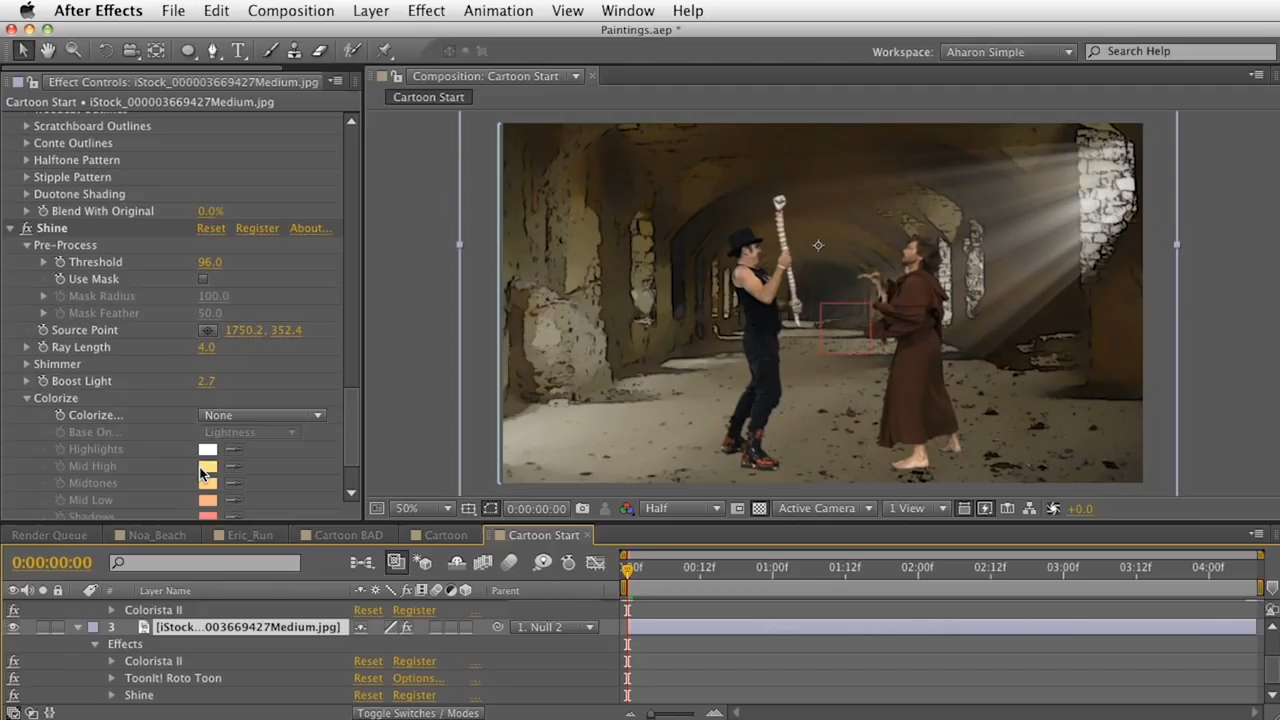 After Effects File Edit Composition Layer Effect Animation View Window Help
Paintings.aep *
Workspace: Aharon Simple Search Help
Effect Controls: iStock_000003669427Medium.jpg
Composition: Cartoon Start
Cartoon Start • iStock_000003669427Medium.jpg
Cartoon Start
Scratchboard Outlines
Conte Outlines
Halftone Pattern
Stipple Pattern
Duotone Shading
Blend With Original 0.0%
fx Shine Reset Register About...
Pre-Process
Threshold 96.0
Use Mask
Mask Radius 100.0
Mask Feather 50.0
Source Point 1750.2, 352.4
Ray Length 4.0
Shimmer
Boost Light 2.7
Colorize
Colorize... None
Base On... Lightness
Highlights
Mid High
Midtones
Mid Low
Shadows
50% 0:00:00:00 Half Active Camera 1 View +0.0
Render Queue Noa_Beach Eric_Run Cartoon BAD Cartoon Cartoon Start
0:00:00:00
:00f 00:12f 01:00f 01:12f 02:00f 02:12f 03:00f 03:12f 04:00f
# Layer Name Parent
fx Colorista II Reset Register
3 [iStock...003669427Medium.jpg] fx 1. Null 2
Effects
fx Colorista II Reset Register ...
fx ToonIt! Roto Toon Reset Options... ...
fx Shine Reset Register ...
Toggle Switches / Modes